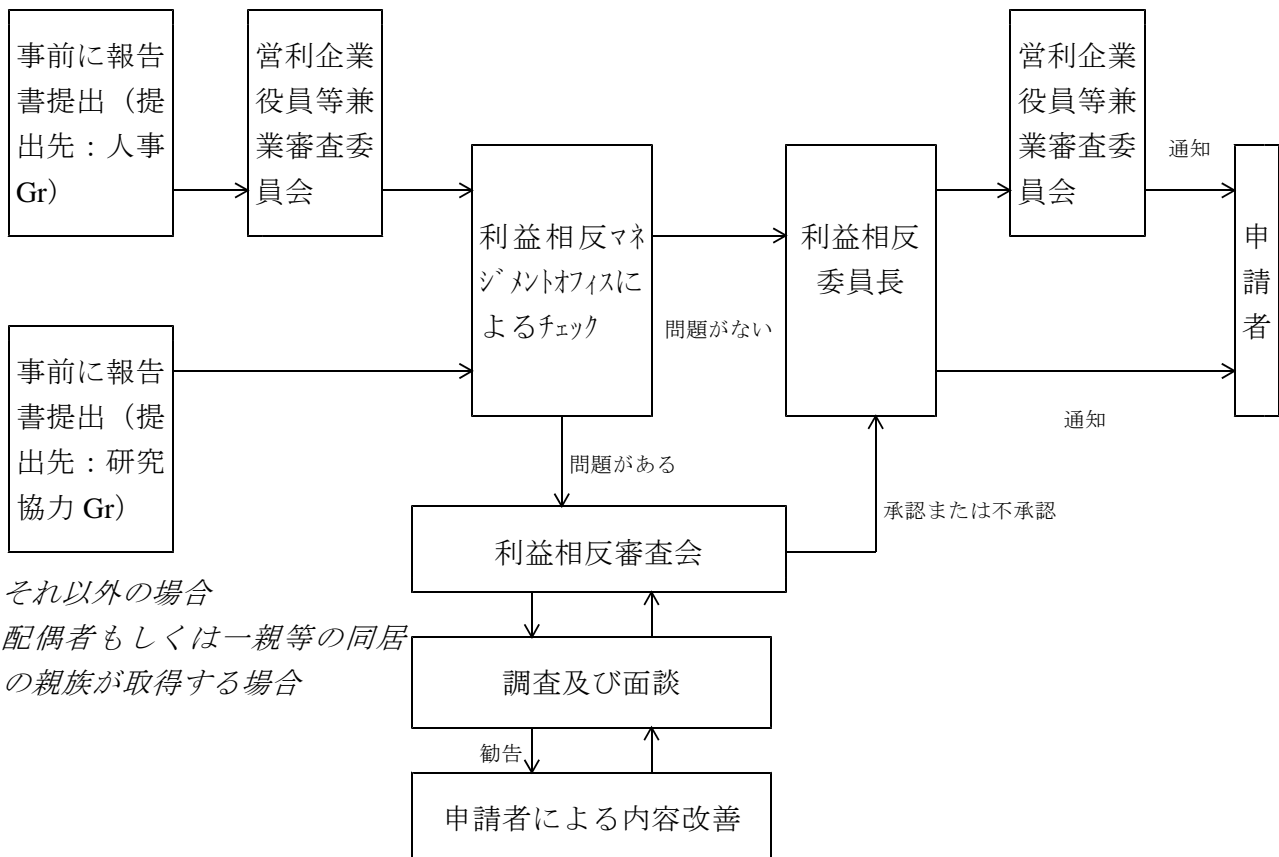 事前に報告
書提出（提
出先：人事
Gr）
営利企業
役員等兼
業審査委
員会
利益相反ﾏﾈ
ｼﾞﾒﾝﾄｵﾌｨｽに
よるﾁｪｯｸ
問題がない
利益相反
委員長
営利企業
役員等兼
業審査委
員会
通知
申
請
者
事前に報告
書提出（提
出先：研究
協力 Gr）
通知
問題がある
承認または不承認
利益相反審査会
それ以外の場合
配偶者もしくは一親等の同居
の親族が取得する場合
調査及び面談
勧告
申請者による内容改善